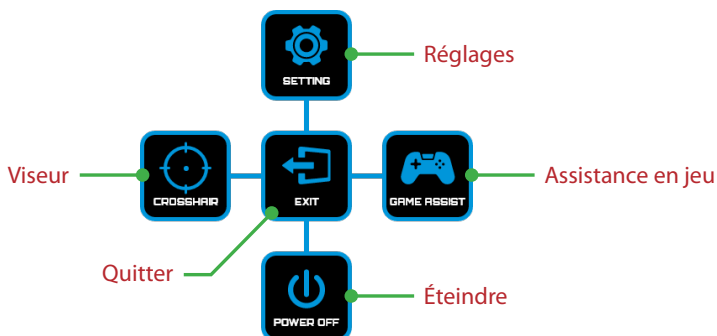 SETTING
Réglages
Viseur
CROSSHAIR
EXIT
GAME ASSIST
Assistance en jeu
Quitter
POWER OFF
Éteindre